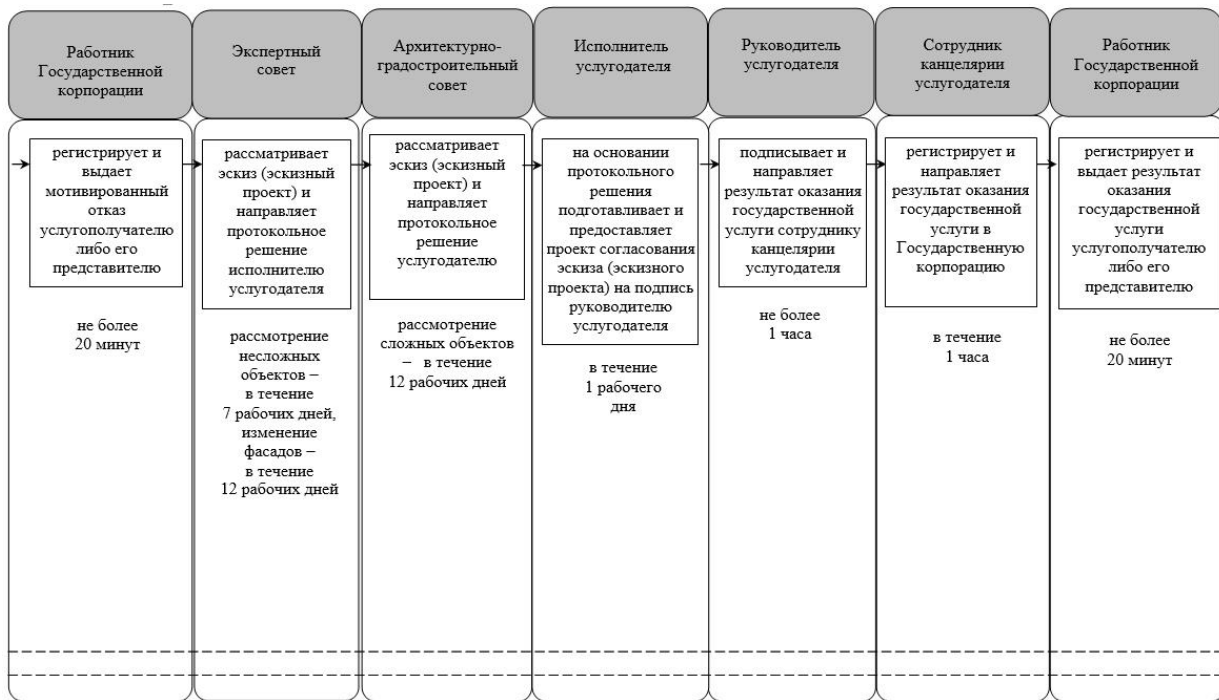 Работник
Государственной
корпорации
Экспертный
совет
Архитектурно-
градостроительный
совет
Исполнитель
услугодателя
Руководитель
услугодателя
Сотрудник
канцелярии
услугодателя
Работник
Государственной
корпорации
регистрирует и
выдает
мотивированный
отказ
услугополучателю
либо его
представителю
не более
20 минут
рассматривает
эскиз (эскизный
проект) и
направляет
протокольное
решение
исполнителю
услугодателя
рассмотрение
несложных
объектов –
в течение
7 рабочих дней,
изменение
фасадов –
в течение
12 рабочих дней
рассматривает
эскиз (эскизный
проект) и
направляет
протокольное
решение
услугодателю
рассмотрение
сложных объектов
– в течение
12 рабочих дней
на основании
протокольного
решения
подготавливает и
предоставляет
проект согласования
эскиза (эскизного
проекта) на подпись
руководителю
услугодателя
в течение
1 рабочего
дня
подписывает и
направляет
результат оказания
государственной
услуги сотруднику
канцелярии
услугодателя
не более
1 часа
регистрирует и
направляет
результат оказания
государственной
услуги в
Государственную
корпорацию
в течение
1 часа
регистрирует и
выдает результат
оказания
государственной
услуги
услугополучателю
либо его
представителю
не более
20 минут